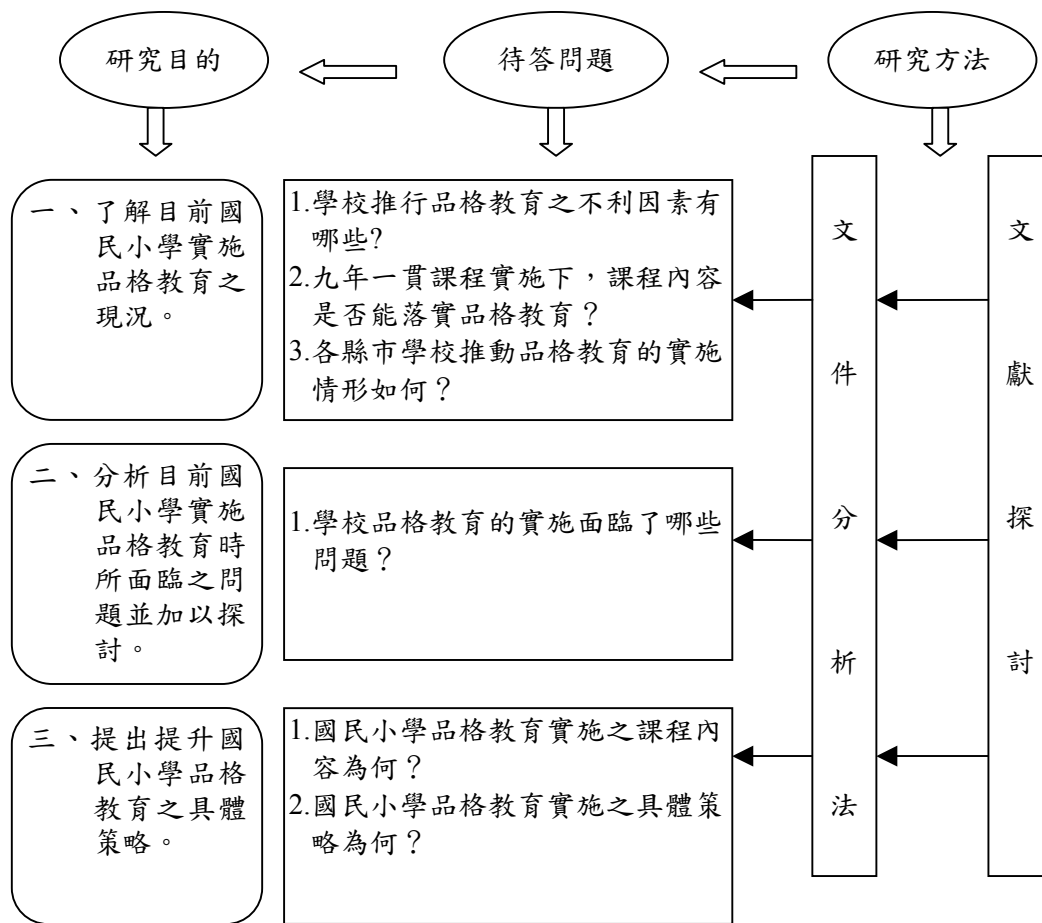 研究目的
待答問題
研究方法
一、了解目前國
民小學實施
品格教育之
現況。
1.學校推行品格教育之不利因素有
哪些?
2.九年一貫課程實施下，課程內容
是否能落實品格教育？
3.各縣市學校推動品格教育的實施
情形如何？
二、分析目前國
民小學實施
品格教育時
所面臨之問
題並加以探
討。
1.學校品格教育的實施面臨了哪些
問題？
三、提出提升國
民小學品格
教育之具體
策略。
1.國民小學品格教育實施之課程內
容為何？
2.國民小學品格教育實施之具體策
略為何？
文件分析法
文獻探討